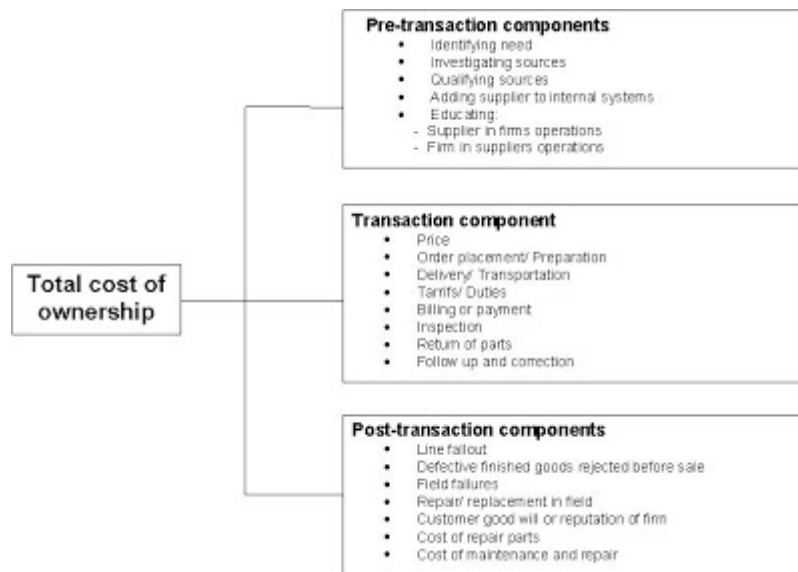 Pre-transaction components
• Identifying need
• Investigating sources
• Qualifying sources
• Adding supplier to internal systems
• Educating:
- Supplier in firms operations
- Firm in suppliers operations
Total cost of
ownership
Transaction component
• Price
• Order placement/ Preparation
• Delivery/ Transportation
• Tarrifs/ Duties
• Billing or payment
• Inspection
• Return of parts
• Follow up and correction
Post-transaction components
• Line fallout
• Defective finished goods rejected before sale
• Field failures
• Repair/ replacement in field
• Customer good will or reputation of firm
• Cost of repair parts
• Cost of maintenance and repair